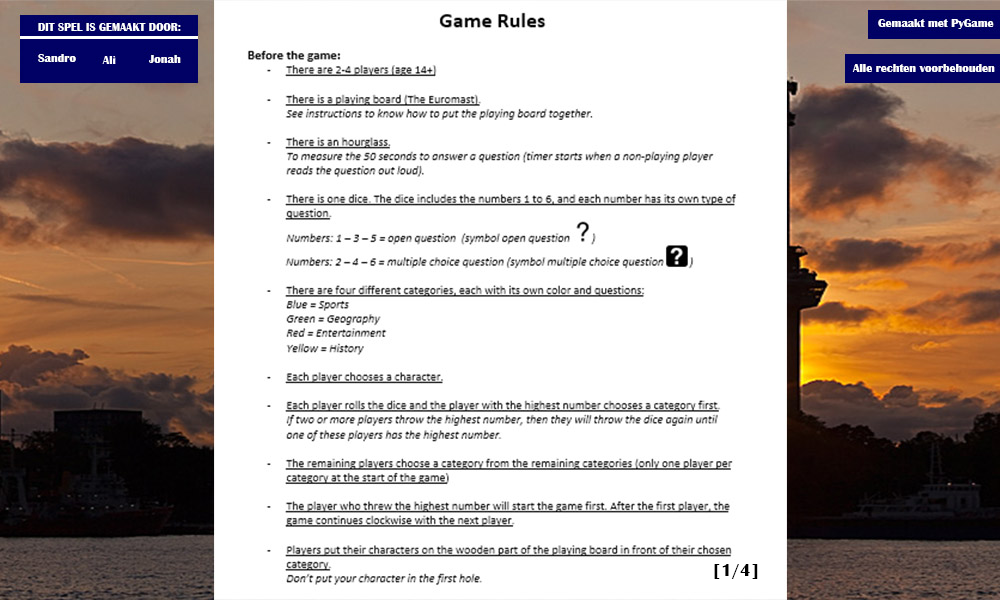 DIT SPEL IS GEMAAKT DOOR:
Sandro Ali Jonah
Gemaakt met PyGame
Alle rechten voorbehouden
Game Rules
Before the game:
- There are 2-4 players (age 14+)
- There is a playing board (The Euromast).
See instructions to know how to put the playing board together.
- There is an hourglass.
To measure the 50 seconds to answer a question (timer starts when a non-playing player
reads the question out loud).
- There is one dice. The dice includes the numbers 1 to 6, and each number has its own type of
question.
Numbers: 1 – 3 – 5 = open question (symbol open question ? )
Numbers: 2 – 4 – 6 = multiple choice question (symbol multiple choice question ? )
- There are four different categories, each with its own color and questions:
Blue = Sports
Green = Geography
Red = Entertainment
Yellow = History
- Each player chooses a character.
- Each player rolls the dice and the player with the highest number chooses a category first.
If two or more players throw the highest number, then they will throw the dice again until
one of these players has the highest number.
- The remaining players choose a category from the remaining categories (only one player per
category at the start of the game)
- The player who threw the highest number will start the game first. After the first player, the
game continues clockwise with the next player.
- Players put their characters on the wooden part of the playing board in front of their chosen
category.
Don't put your character in the first hole.
[1/4]